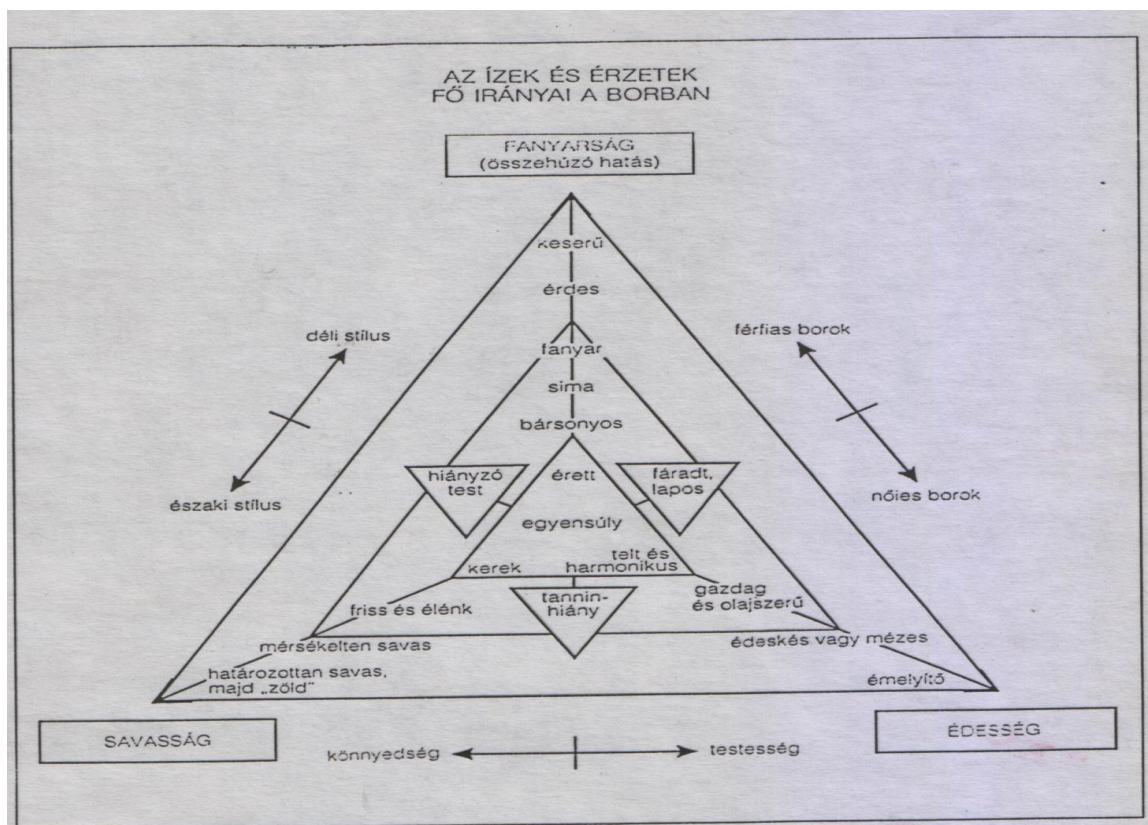 AZ ÍZEK ÉS ÉRZETEK
FŐ IRÁNYAI A BORBAN
FANYARSÁG
(összehúzó hatás)
keserű
érdes
déli stílus
férfias borok
fanyar
sima
bársonyos
hiányzó
test
érett
fáradt,
lapos
északi stílus
nőies borok
egyensúly
kerek
telt és
harmonikus
friss és élénk
tannin-
hiány
gazdag
és olajszerű
mérsékelten savas
édeskés vagy mézes
határozottan savas,
majd „zöld”
émelyítő
SAVASSÁG
ÉDESSÉG
könnyedség
testesség